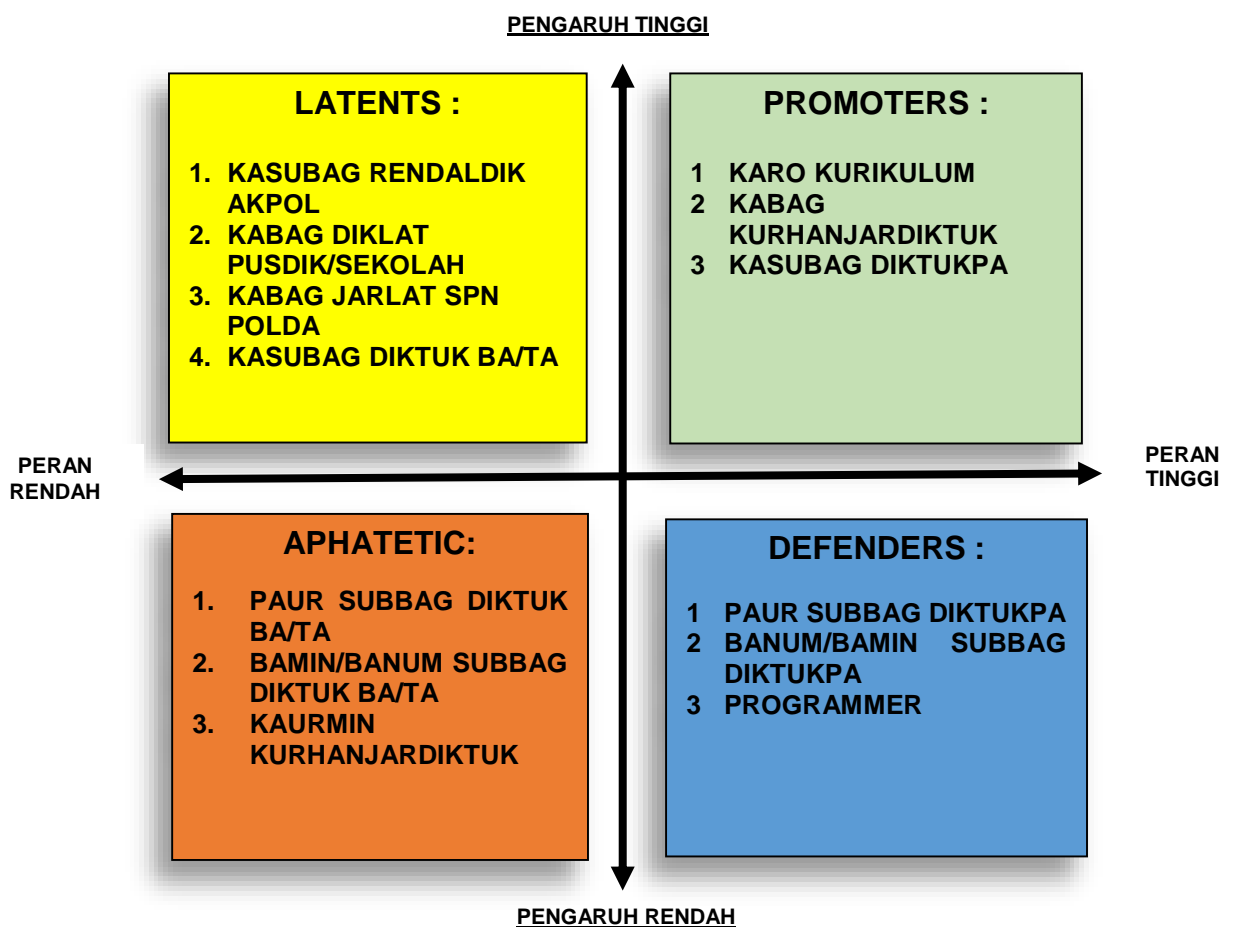 PENGARUH TINGGI
LATENTS :
1. KASUBAG RENDALDIK
AKPOL
2. KABAG DIKLAT
PUSDIK/SEKOLAH
3. KABAG JARLAT SPN
POLDA
4. KASUBAG DIKTUK BA/TA
PROMOTERS :
1 KARO KURIKULUM
2 KABAG
KURHANJARDIKTUK
3 KASUBAG DIKTUKPA
PERAN
RENDAH
PERAN
TINGGI
APHATETIC:
1. PAUR SUBBAG DIKTUK
BA/TA
2. BAMIN/BANUM SUBBAG
DIKTUK BA/TA
3. KAURMIN
KURHANJARDIKTUK
DEFENDERS :
1 PAUR SUBBAG DIKTUKPA
2 BANUM/BAMIN SUBBAG
DIKTUKPA
3 PROGRAMMER
PENGARUH RENDAH